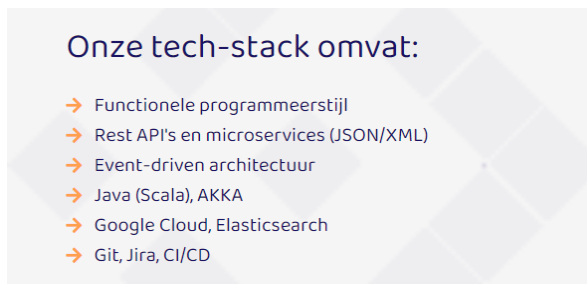 Onze tech-stack omvat:
→ Functionele programmeerstijl
→ Rest API's en microservices (JSON/XML)
→ Event-driven architectuur
→ Java (Scala), AKKA
→ Google Cloud, Elasticsearch
→ Git, Jira, CI/CD